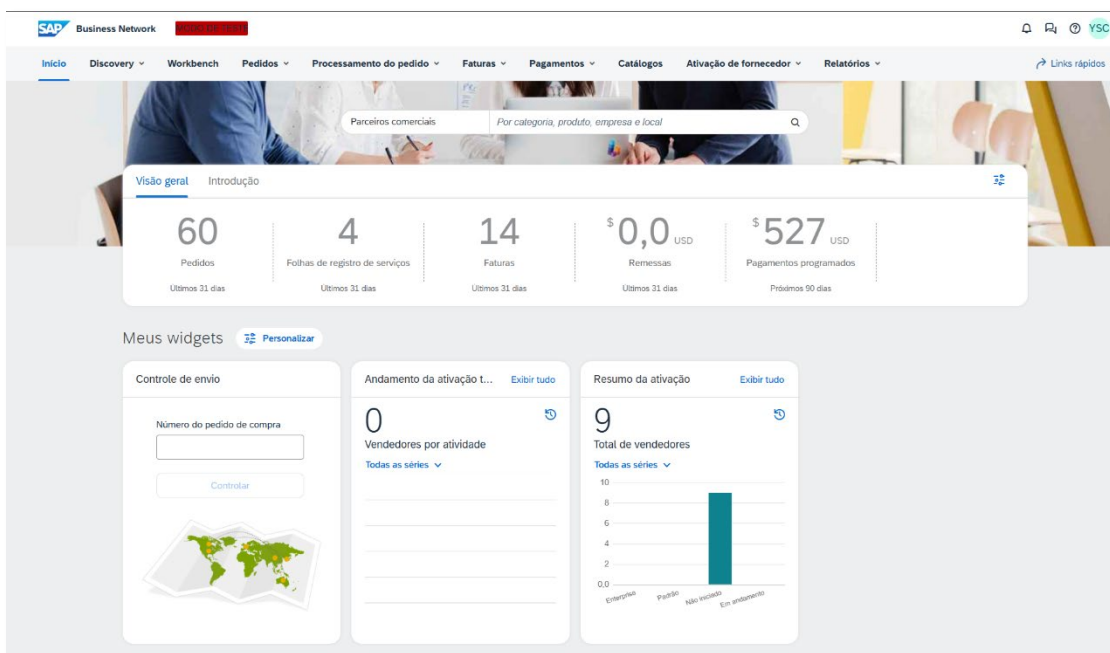 SAP Business Network MODO DE TESTE
YSC
Início Discovery Workbench Pedidos Processamento do pedido Faturas Pagamentos Catálogos Ativação de fornecedor Relatórios Links rápidos
Parceiros comerciais Por categoria, produto, empresa e local
Visão geral Introdução
60 4 14 $ 0,0 USD $ 527 USD
Pedidos Folhas de registro de serviços Faturas Remessas Pagamentos programados
Últimos 31 dias Últimos 31 dias Últimos 31 dias Últimos 31 dias Próximos 90 dias
Meus widgets Personalizar
Controle de envio
Número do pedido de compra
Controlar
Andamento da ativação t... Exibir tudo
0
Vendedores por atividade
Todas as séries
Resumo da ativação Exibir tudo
9
Total de vendedores
Todas as séries
10
8
6
4
2
0,0
Enterprise Padrão Não iniciado Em andamento